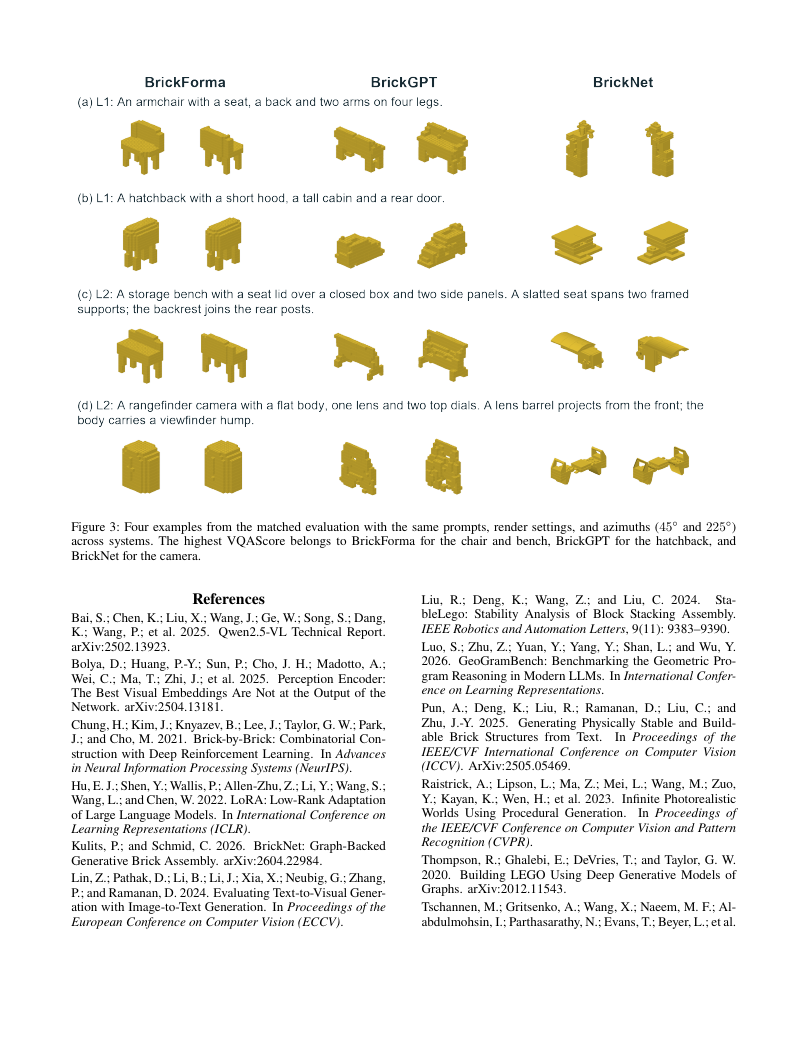 BrickForma
BrickGPT
BrickNet
(a) L1: An armchair with a seat, a back and two arms on four legs.
(b) L1: A hatchback with a short hood, a tall cabin and a rear door.
(c) L2: A storage bench with a seat lid over a closed box and two side panels. A slatted seat spans two framed
supports; the backrest joins the rear posts.
(d) L2: A rangefinder camera with a flat body, one lens and two top dials. A lens barrel projects from the front; the
body carries a viewfinder hump.
Figure 3: Four examples from the matched evaluation with the same prompts, render settings, and azimuths (45° and 225°)
across systems. The highest VQAScore belongs to BrickForma for the chair and bench, BrickGPT for the hatchback, and
BrickNet for the camera.
References
Bai, S.; Chen, K.; Liu, X.; Wang, J.; Ge, W.; Song, S.; Dang,
K.; Wang, P.; et al. 2025. Qwen2.5-VL Technical Report.
arXiv:2502.13923.
Bolya, D.; Huang, P.-Y.; Sun, P.; Cho, J. H.; Madotto, A.;
Wei, C.; Ma, T.; Zhi, J.; et al. 2025. Perception Encoder:
The Best Visual Embeddings Are Not at the Output of the
Network. arXiv:2504.13181.
Chung, H.; Kim, J.; Knyazev, B.; Lee, J.; Taylor, G. W.; Park,
J.; and Cho, M. 2021. Brick-by-Brick: Combinatorial Con-
struction with Deep Reinforcement Learning. In Advances
in Neural Information Processing Systems (NeurIPS).
Hu, E. J.; Shen, Y.; Wallis, P.; Allen-Zhu, Z.; Li, Y.; Wang, S.;
Wang, L.; and Chen, W. 2022. LoRA: Low-Rank Adaptation
of Large Language Models. In International Conference on
Learning Representations (ICLR).
Kulits, P.; and Schmid, C. 2026. BrickNet: Graph-Backed
Generative Brick Assembly. arXiv:2604.22984.
Lin, Z.; Pathak, D.; Li, B.; Li, J.; Xia, X.; Neubig, G.; Zhang,
P.; and Ramanan, D. 2024. Evaluating Text-to-Visual Gener-
ation with Image-to-Text Generation. In Proceedings of the
European Conference on Computer Vision (ECCV).
Liu, R.; Deng, K.; Wang, Z.; and Liu, C. 2024. Sta-
bleLego: Stability Analysis of Block Stacking Assembly.
IEEE Robotics and Automation Letters, 9(11): 9383–9390.
Luo, S.; Zhu, Z.; Yuan, Y.; Yang, Y.; Shan, L.; and Wu, Y.
2026. GeoGramBench: Benchmarking the Geometric Pro-
gram Reasoning in Modern LLMs. In International Confer-
ence on Learning Representations.
Pun, A.; Deng, K.; Liu, R.; Ramanan, D.; Liu, C.; and
Zhu, J.-Y. 2025. Generating Physically Stable and Build-
able Brick Structures from Text. In Proceedings of the
IEEE/CVF International Conference on Computer Vision
(ICCV). ArXiv:2505.05469.
Raistrick, A.; Lipson, L.; Ma, Z.; Mei, L.; Wang, M.; Zuo,
Y.; Kayan, K.; Wen, H.; et al. 2023. Infinite Photorealistic
Worlds Using Procedural Generation. In Proceedings of
the IEEE/CVF Conference on Computer Vision and Pattern
Recognition (CVPR).
Thompson, R.; Ghalebi, E.; DeVries, T.; and Taylor, G. W.
2020. Building LEGO Using Deep Generative Models of
Graphs. arXiv:2012.11543.
Tschannen, M.; Gritsenko, A.; Wang, X.; Naeem, M. F.; Al-
abdulmohsin, I.; Parthasarathy, N.; Evans, T.; Beyer, L.; et al.